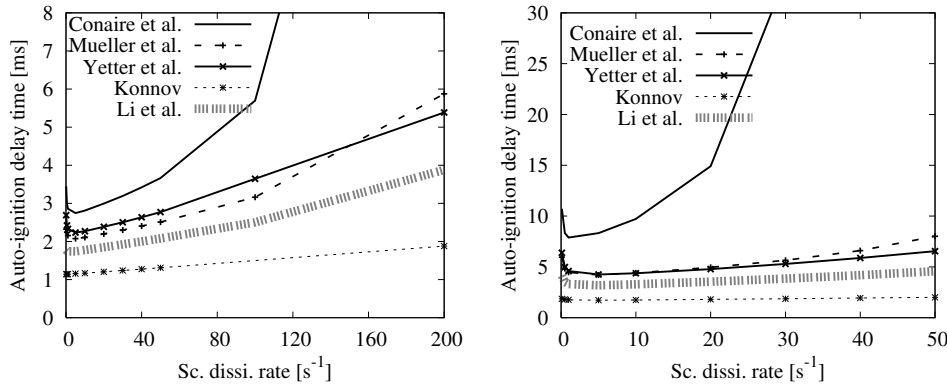 Auto-ignition delay time [ms]
8
7
6
5
4
3
2
1
0
Conaire et al.
Mueller et al.
Yetter et al.
Konnov
Li et al.
0 40 80 120 160 200
Sc. dissi. rate [s-1]
Auto-ignition delay time [ms]
30
25
20
15
10
5
0
Conaire et al.
Mueller et al.
Yetter et al.
Konnov
Li et al.
0 10 20 30 40 50
Sc. dissi. rate [s-1]